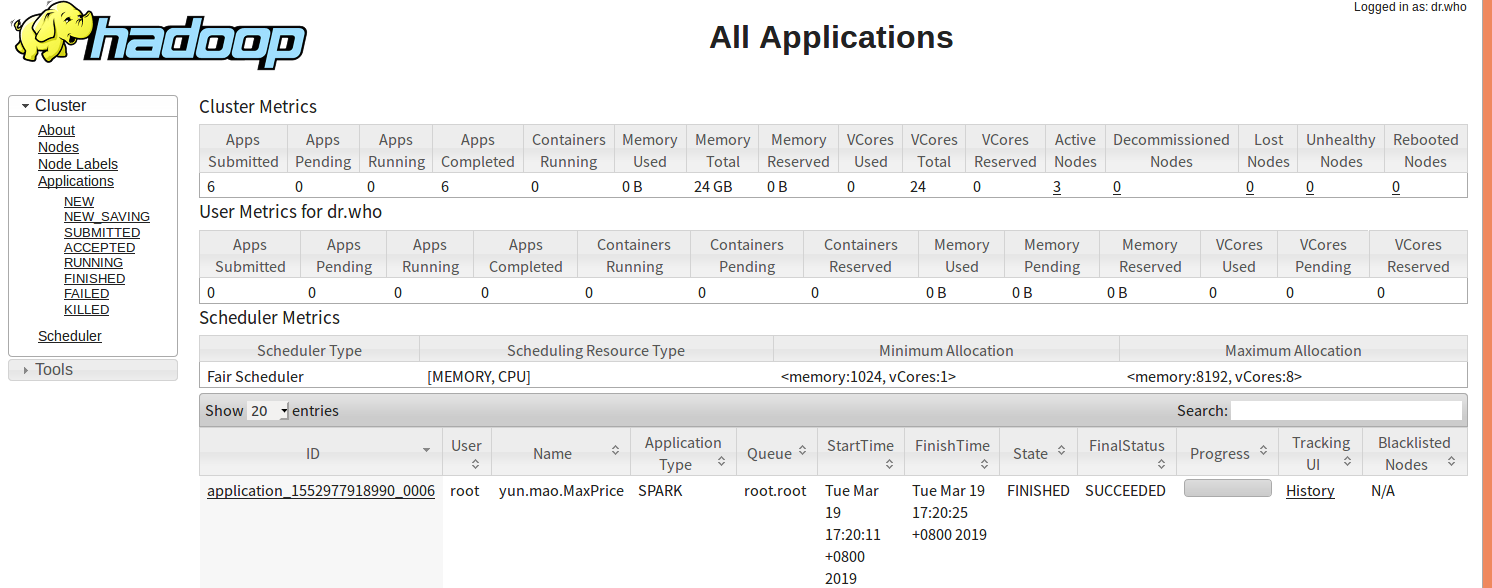 Logged in as: dr.who
hadoop
All Applications
Cluster
About
Nodes
Node Labels
Applications
NEW
NEW_SAVING
SUBMITTED
ACCEPTED
RUNNING
FINISHED
FAILED
KILLED
Scheduler
Tools
Cluster Metrics
Apps Submitted Apps Pending Apps Running Apps Completed Containers Running Memory Used Memory Total Memory Reserved VCores Used VCores Total VCores Reserved Active Nodes Decommissioned Nodes Lost Nodes Unhealthy Nodes Rebooted Nodes
6 0 0 6 0 0 B 24 GB 0 B 0 24 0 3 0 0 0 0
User Metrics for dr.who
Apps Submitted Apps Pending Apps Running Apps Completed Containers Running Containers Pending Containers Reserved Memory Used Memory Pending Memory Reserved VCores Used VCores Pending VCores Reserved
0 0 0 0 0 0 0 0 B 0 B 0 B 0 0 0
Scheduler Metrics
Scheduler Type Scheduling Resource Type Minimum Allocation Maximum Allocation
Fair Scheduler [MEMORY, CPU] <memory:1024, vCores:1> <memory:8192, vCores:8>
Show 20 entries Search:
ID User Name Application Type Queue StartTime FinishTime State FinalStatus Progress Tracking UI Blacklisted Nodes
application_1552977918990_0006 root yun.mao.MaxPrice SPARK root.root Tue Mar 19 17:20:11 +0800 2019 Tue Mar 19 17:20:25 +0800 2019 FINISHED SUCCEEDED History N/A